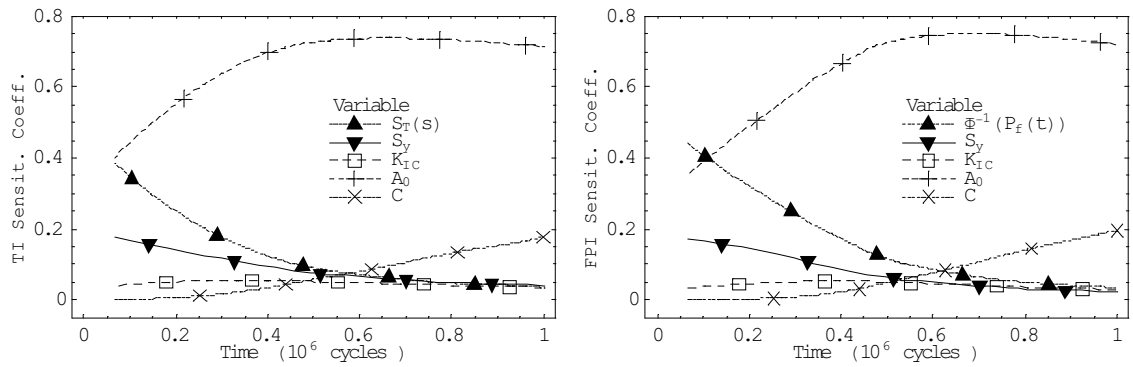 0.8
0.6
0.4
0.2
0
TI Sensit. Coeff.
Variable
S_T(s)
S_y
K_IC
A_0
C
0 0.2 0.4 0.6 0.8 1
Time (10^6 cycles )
0.8
0.6
0.4
0.2
0
FPI Sensit. Coeff.
Variable
Φ^-1(P_f(t))
S_y
K_IC
A_0
C
0 0.2 0.4 0.6 0.8 1
Time (10^6 cycles )